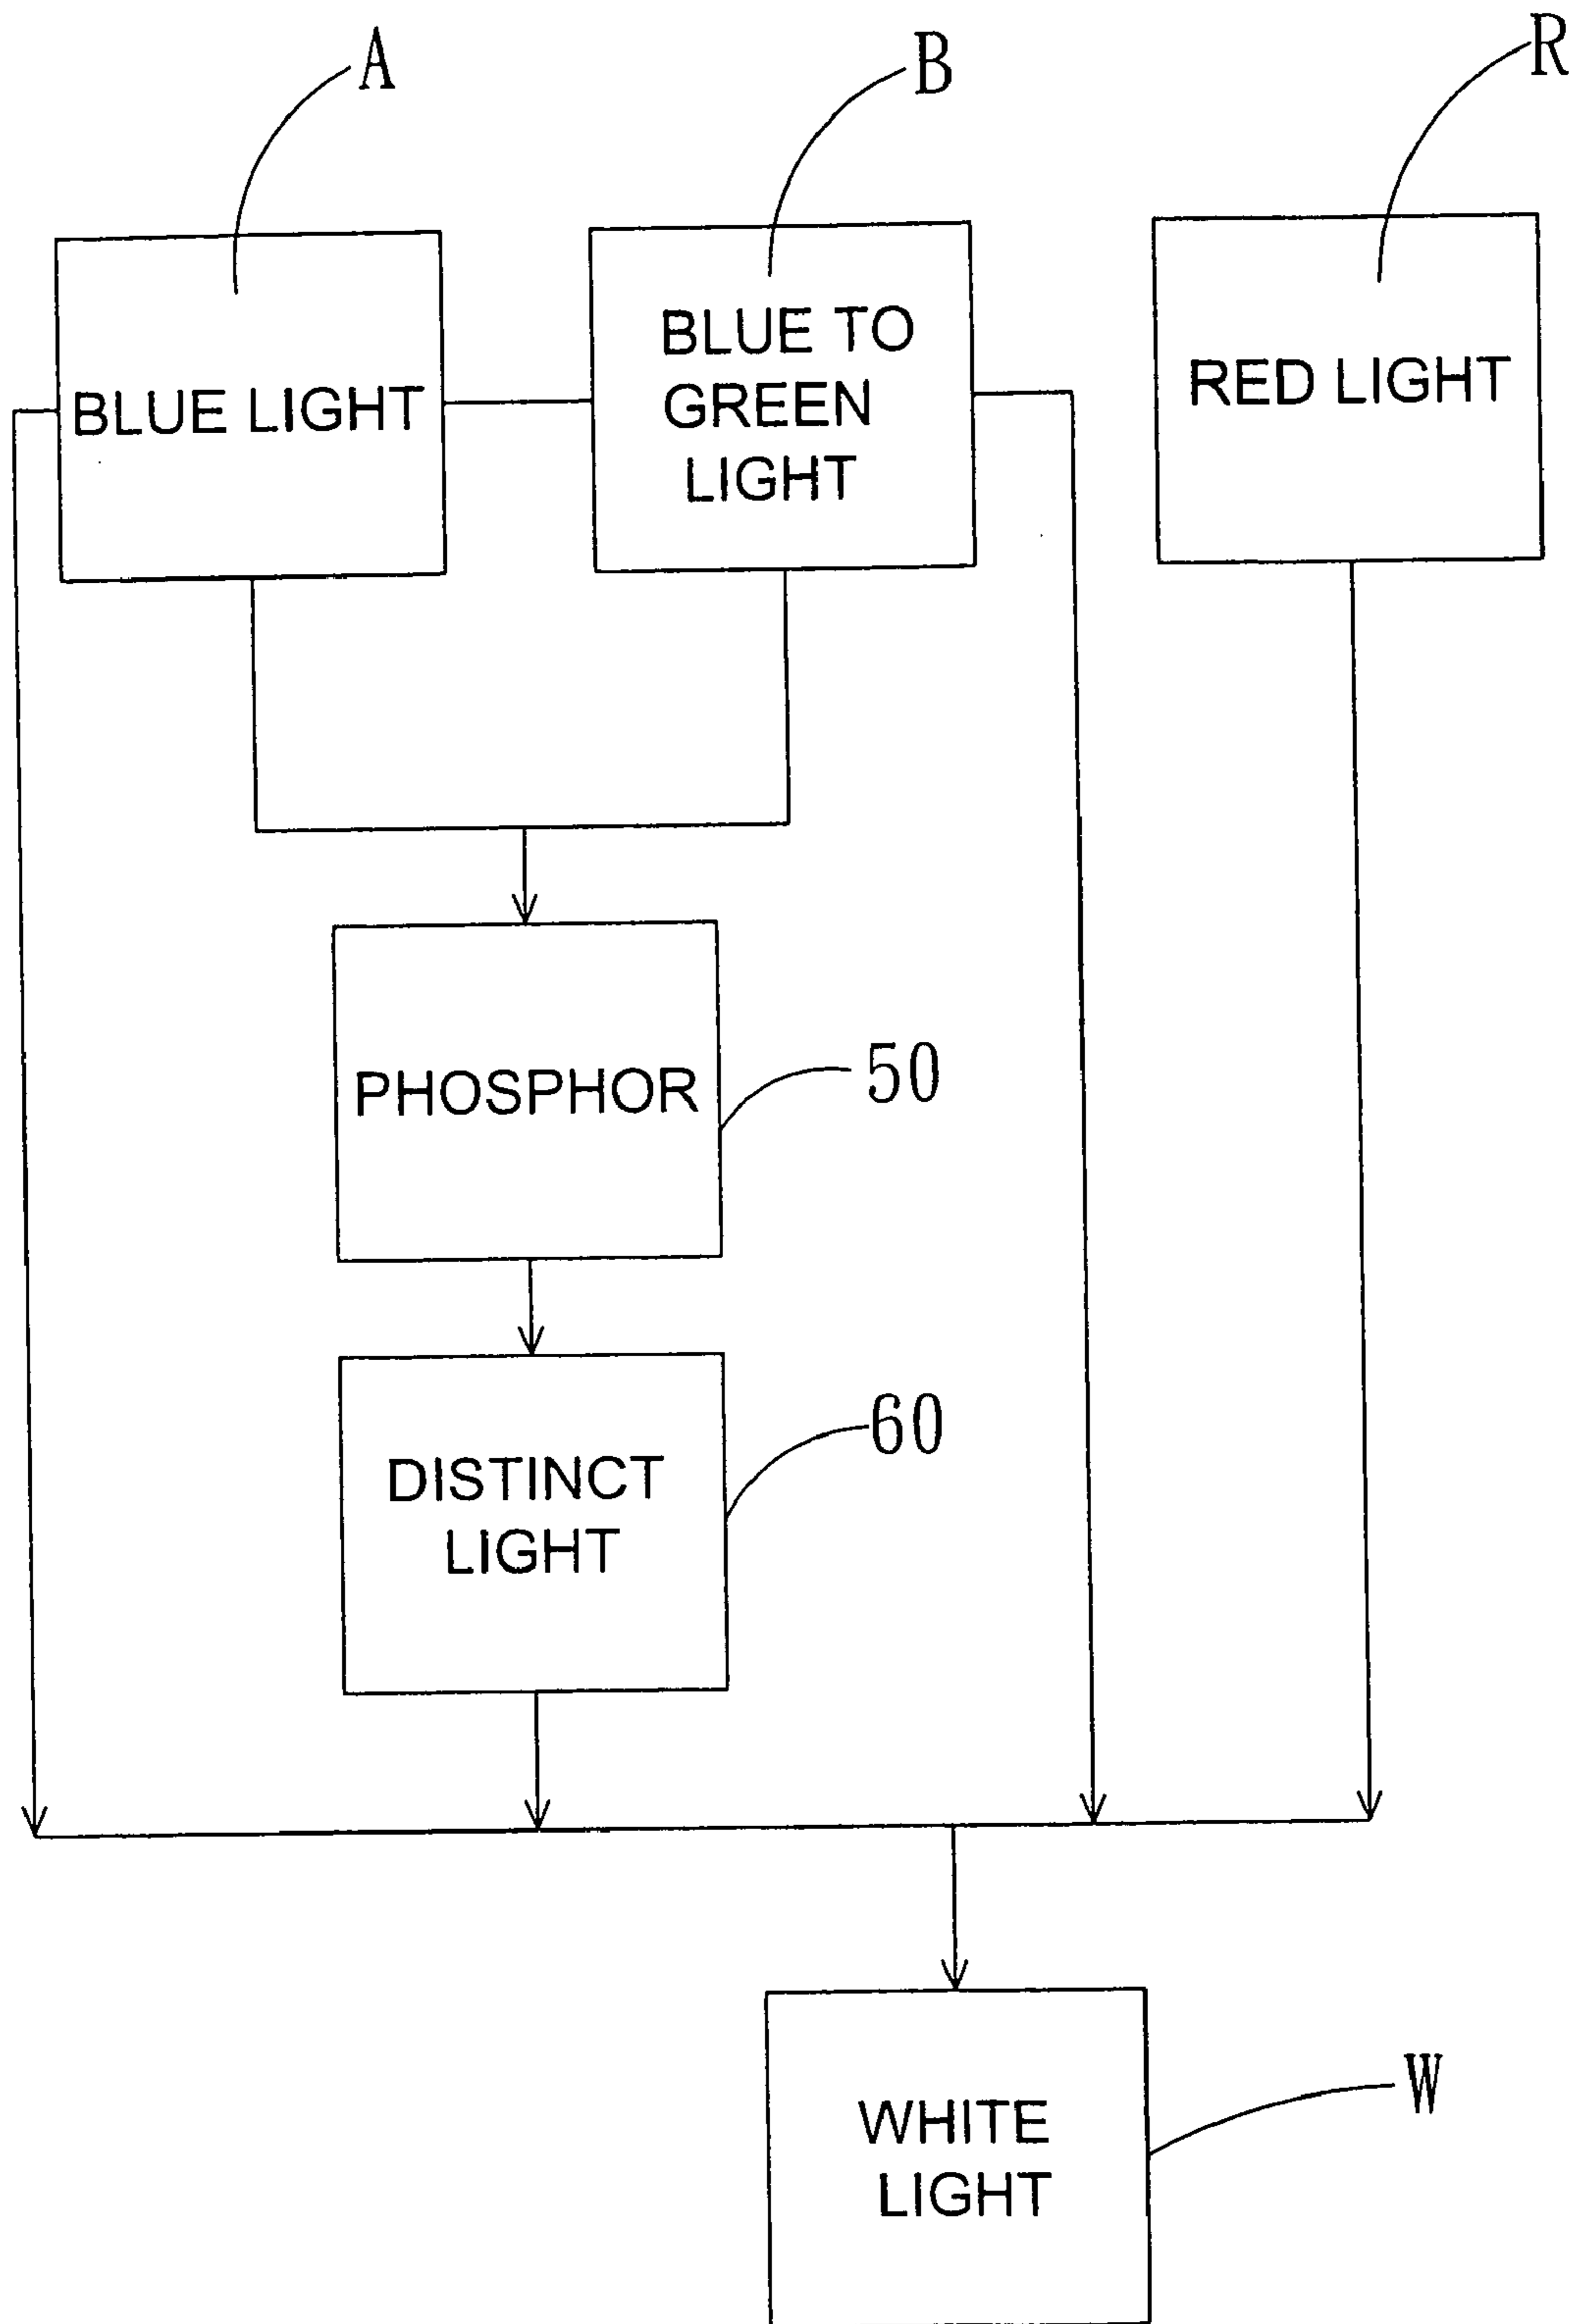 A
B
R
BLUE LIGHT
BLUE TO
GREEN
LIGHT
RED LIGHT
PHOSPHOR
50
DISTINCT
LIGHT
60
WHITE
LIGHT
W